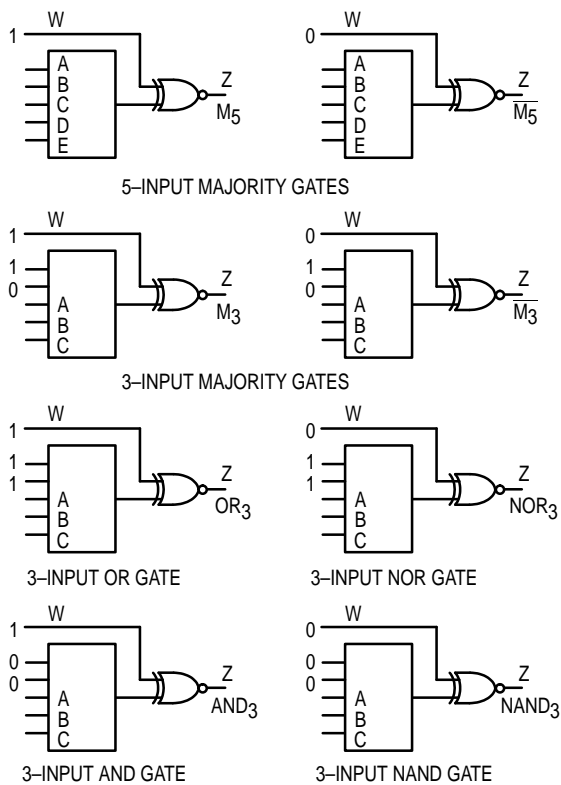 W W
1 0
A A
B Z B Z
C C
D M5 D M̅5̅
E E
5–INPUT MAJORITY GATES
W W
1 0
1 1
0 Z 0 Z
A A
B M3 B M̅3̅
C C
3–INPUT MAJORITY GATES
W W
1 0
1 1
1 Z 1 Z
A A
B OR3 B NOR3
C C
3–INPUT OR GATE 3–INPUT NOR GATE
W W
1 0
0 0
0 Z 0 Z
A A
B AND3 B NAND3
C C
3–INPUT AND GATE 3–INPUT NAND GATE